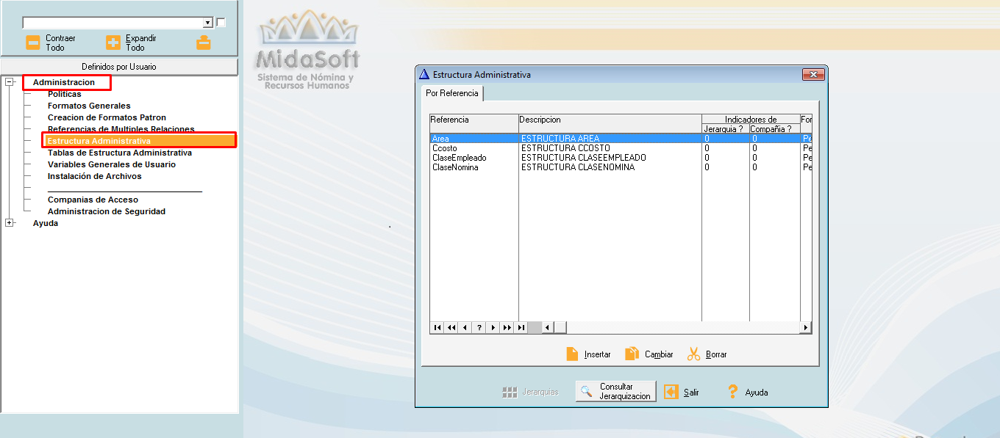 Contraer
Todo
Expandir
Todo
Definidos por Usuario
Administracion
Politicas
Formatos Generales
Creacion de Formatos Patron
Referencias de Multiples Relaciones
Estructura Administrativa
Tablas de Estructura Administrativa
Variables Generales de Usuario
Instalación de Archivos
Companias de Acceso
Administracion de Seguridad
Ayuda
MidaSoft
Sistema de Nómina y
Recursos Humanos
Estructura Administrativa
Por Referencia
Referencia Descripcion Indicadores de For
Jerarquia ? Compañia ?
Area ESTRUCTURA AREA 0 0 Pe
Ccosto ESTRUCTURA CCOSTO 0 0 Pe
ClaseEmpleado ESTRUCTURA CLASEEMPLEADO 0 0 Pe
ClaseNomina ESTRUCTURA CLASENOMINA 0 0 Pe
?
Insertar Cambiar Borrar
Jerarquias Consultar Jerarquizacion Salir Ayuda